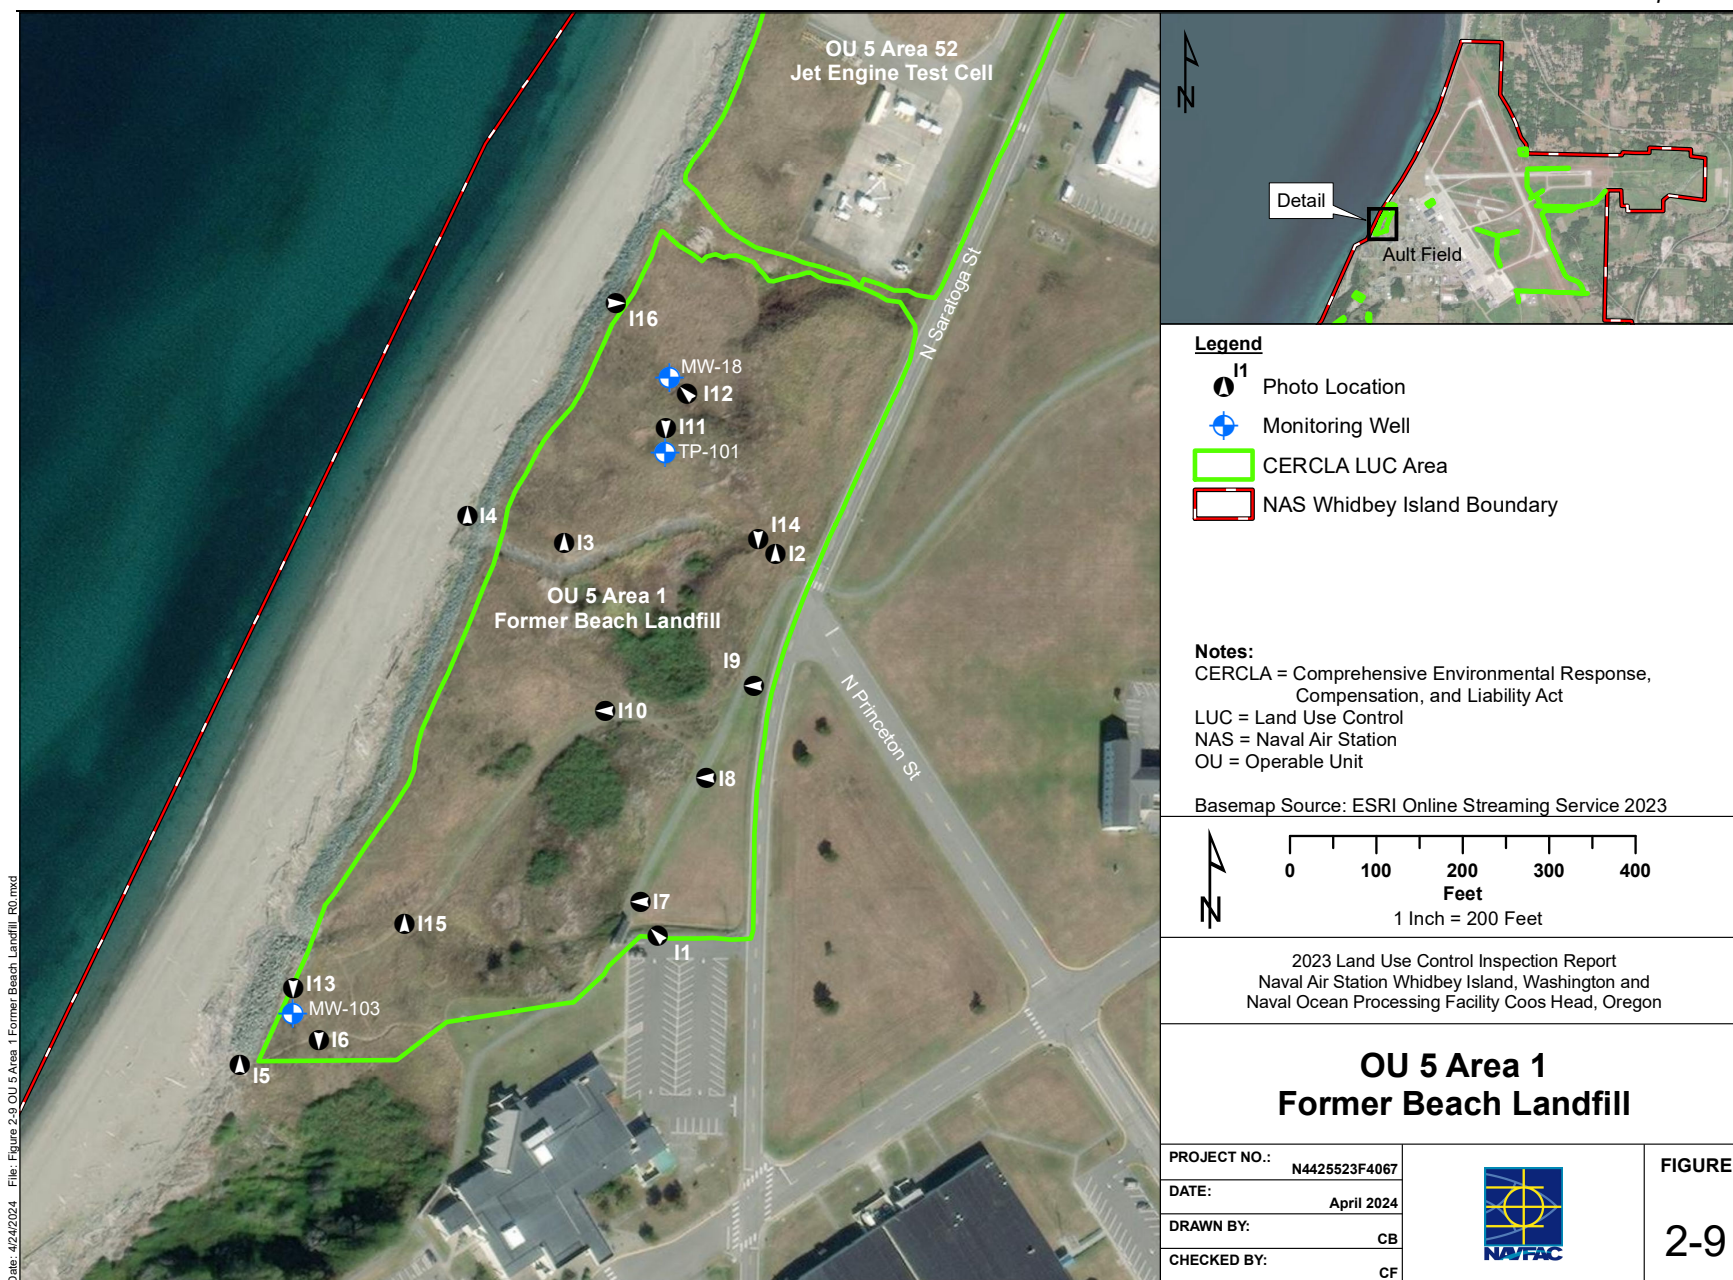 OU 5 Area 52
Jet Engine Test Cell
N Saratoga St
I16
MW-18
I12
I11
TP-101
I4
I3
I14
I2
OU 5 Area 1
Former Beach Landfill
I9
I10
N Princeton St
I8
I7
I15
I1
I13
MW-103
I6
I5
Date: 4/24/2024 File: Figure 2-9 OU 5 Area 1 Former Beach Landfill_R0.mxd
N
Detail
Ault Field
Legend
I1
Photo Location
Monitoring Well
CERCLA LUC Area
NAS Whidbey Island Boundary
Notes:
CERCLA = Comprehensive Environmental Response,
Compensation, and Liability Act
LUC = Land Use Control
NAS = Naval Air Station
OU = Operable Unit
Basemap Source: ESRI Online Streaming Service 2023
N
0 100 200 300 400
Feet
1 Inch = 200 Feet
2023 Land Use Control Inspection Report
Naval Air Station Whidbey Island, Washington and
Naval Ocean Processing Facility Coos Head, Oregon
OU 5 Area 1
Former Beach Landfill
PROJECT NO.: N4425523F4067
DATE: April 2024
DRAWN BY: CB
CHECKED BY: CF
NAVFAC
FIGURE
2-9